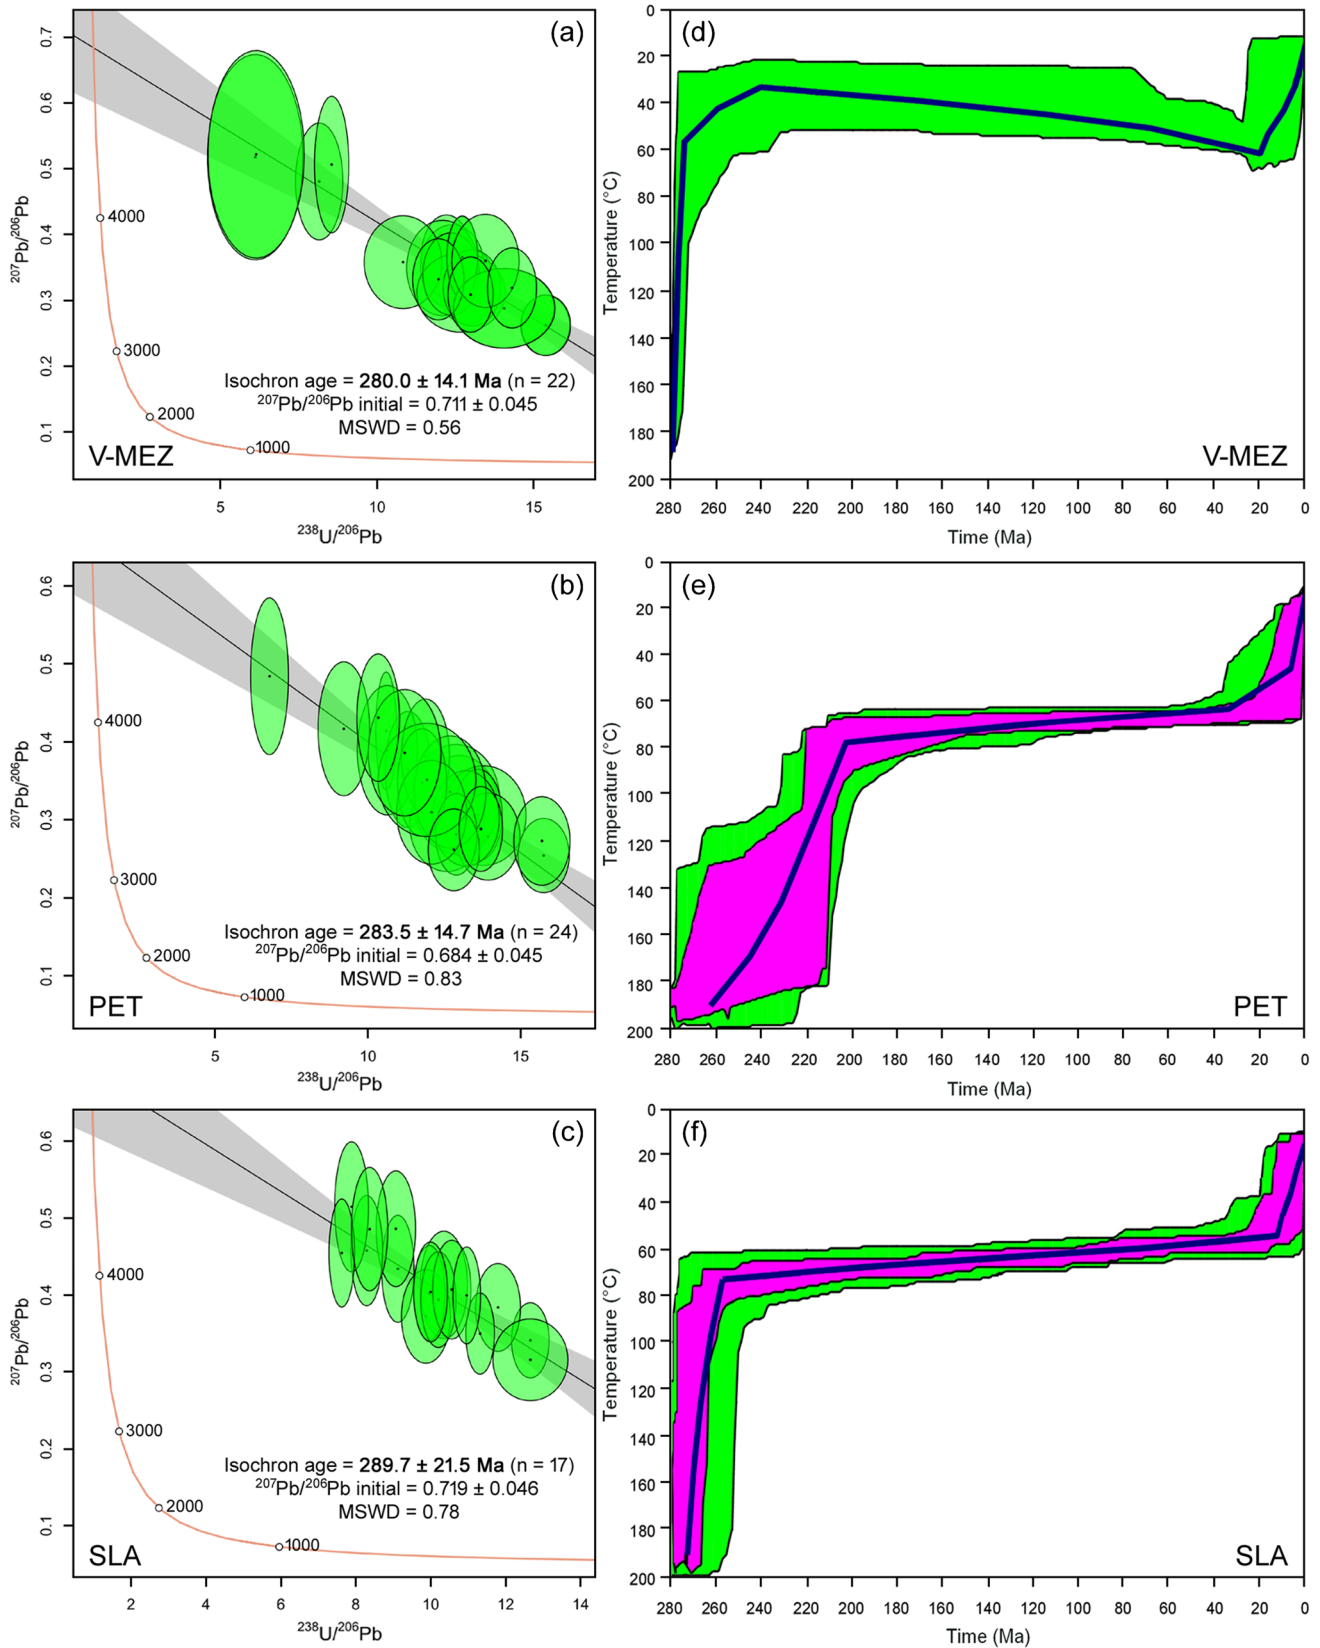 (a)
0.7
0.6
0.5
0.4
0.3
0.2
0.1
207Pb/206Pb
4000
3000
2000
1000
Isochron age = 280.0 ± 14.1 Ma (n = 22)
207Pb/206Pb initial = 0.711 ± 0.045
MSWD = 0.56
V-MEZ
5 10 15
238U/206Pb
(d)
0
20
40
60
80
100
120
140
160
180
200
Temperature (°C)
V-MEZ
280 260 240 220 200 180 160 140 120 100 80 60 40 20 0
Time (Ma)
(b)
0.6
0.5
0.4
0.3
0.2
0.1
207Pb/206Pb
4000
3000
2000
1000
Isochron age = 283.5 ± 14.7 Ma (n = 24)
207Pb/206Pb initial = 0.684 ± 0.045
MSWD = 0.83
PET
5 10 15
238U/206Pb
(e)
0
20
40
60
80
100
120
140
160
180
200
Temperature (°C)
PET
280 260 240 220 200 180 160 140 120 100 80 60 40 20 0
Time (Ma)
(c)
0.6
0.5
0.4
0.3
0.2
0.1
207Pb/206Pb
4000
3000
2000
1000
Isochron age = 289.7 ± 21.5 Ma (n = 17)
207Pb/206Pb initial = 0.719 ± 0.046
MSWD = 0.78
SLA
2 4 6 8 10 12 14
238U/206Pb
(f)
0
20
40
60
80
100
120
140
160
180
200
Temperature (°C)
SLA
280 260 240 220 200 180 160 140 120 100 80 60 40 20 0
Time (Ma)